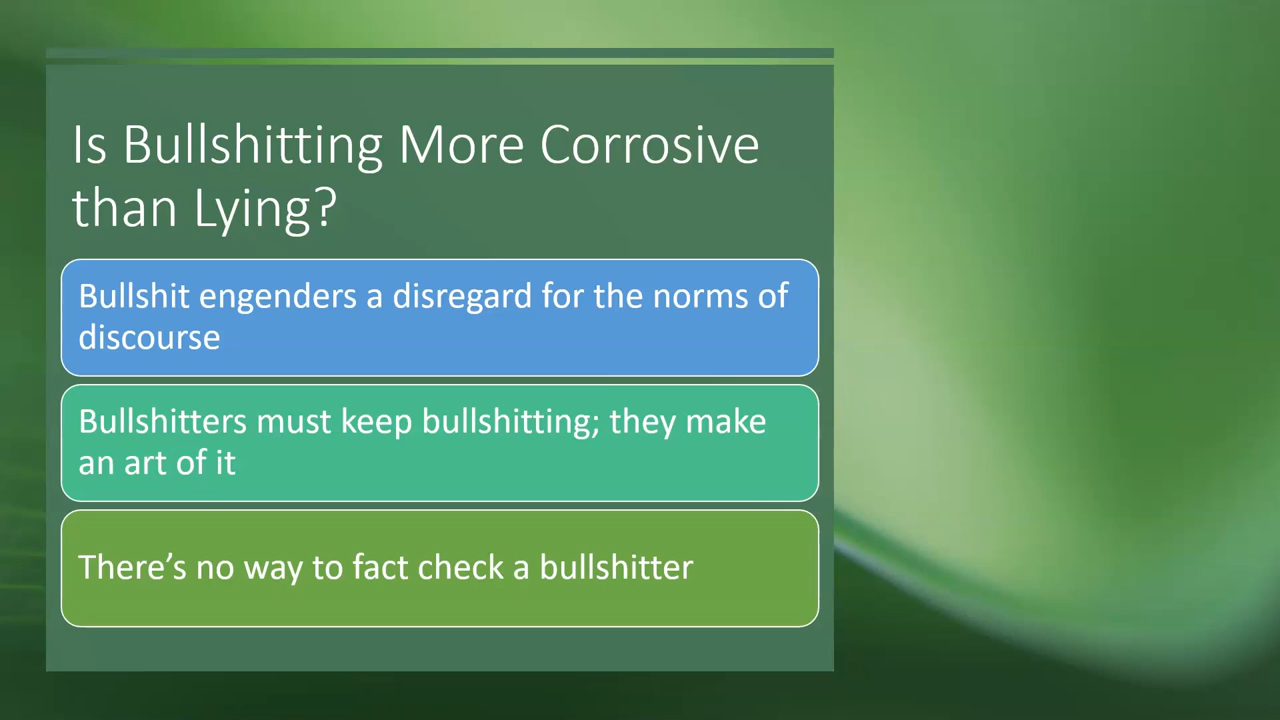 Is Bullshitting More Corrosive
than Lying?
Bullshit engenders a disregard for the norms of
discourse
Bullshitters must keep bullshitting; they make
an art of it
There’s no way to fact check a bullshitter